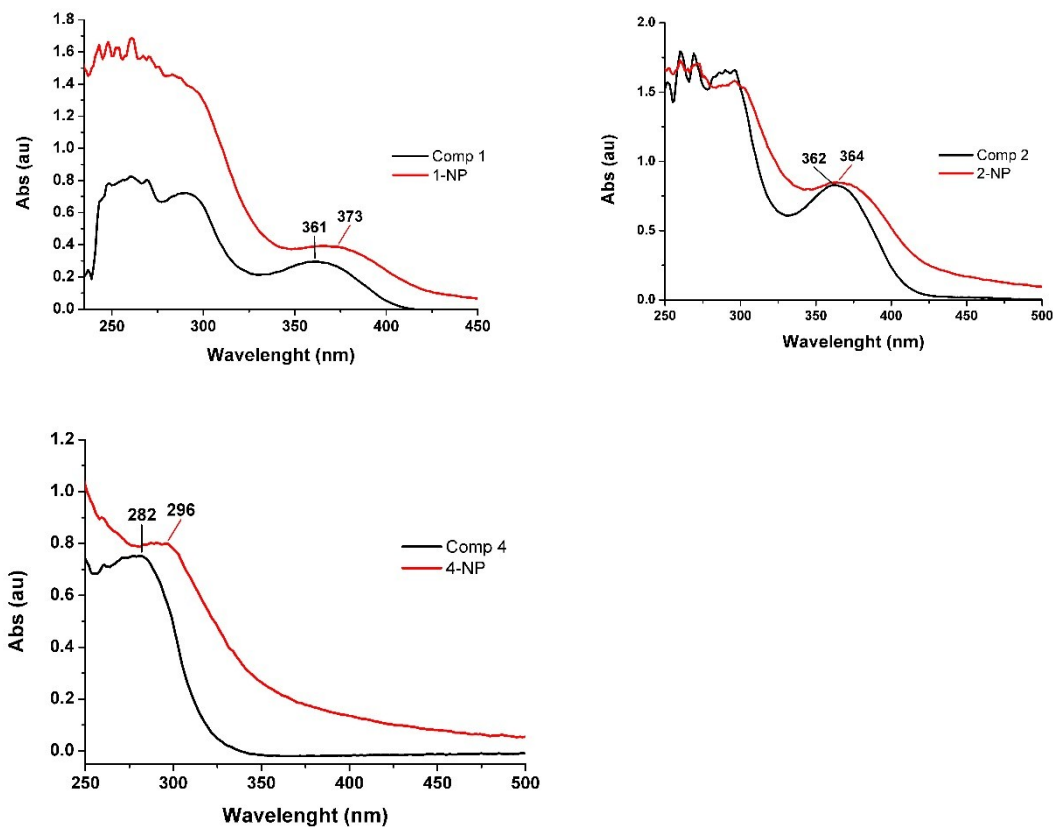 1.8
1.6
1.4
1.2
1.0
0.8
0.6
0.4
0.2
0.0
Abs (au)
250 300 350 400 450
Wavelenght (nm)
361 373
Comp 1
1-NP
2.0
1.5
1.0
0.5
0.0
Abs (au)
250 300 350 400 450 500
Wavelenght (nm)
362 364
Comp 2
2-NP
1.2
1.0
0.8
0.6
0.4
0.2
0.0
Abs (au)
250 300 350 400 450 500
Wavelenght (nm)
282 296
Comp 4
4-NP